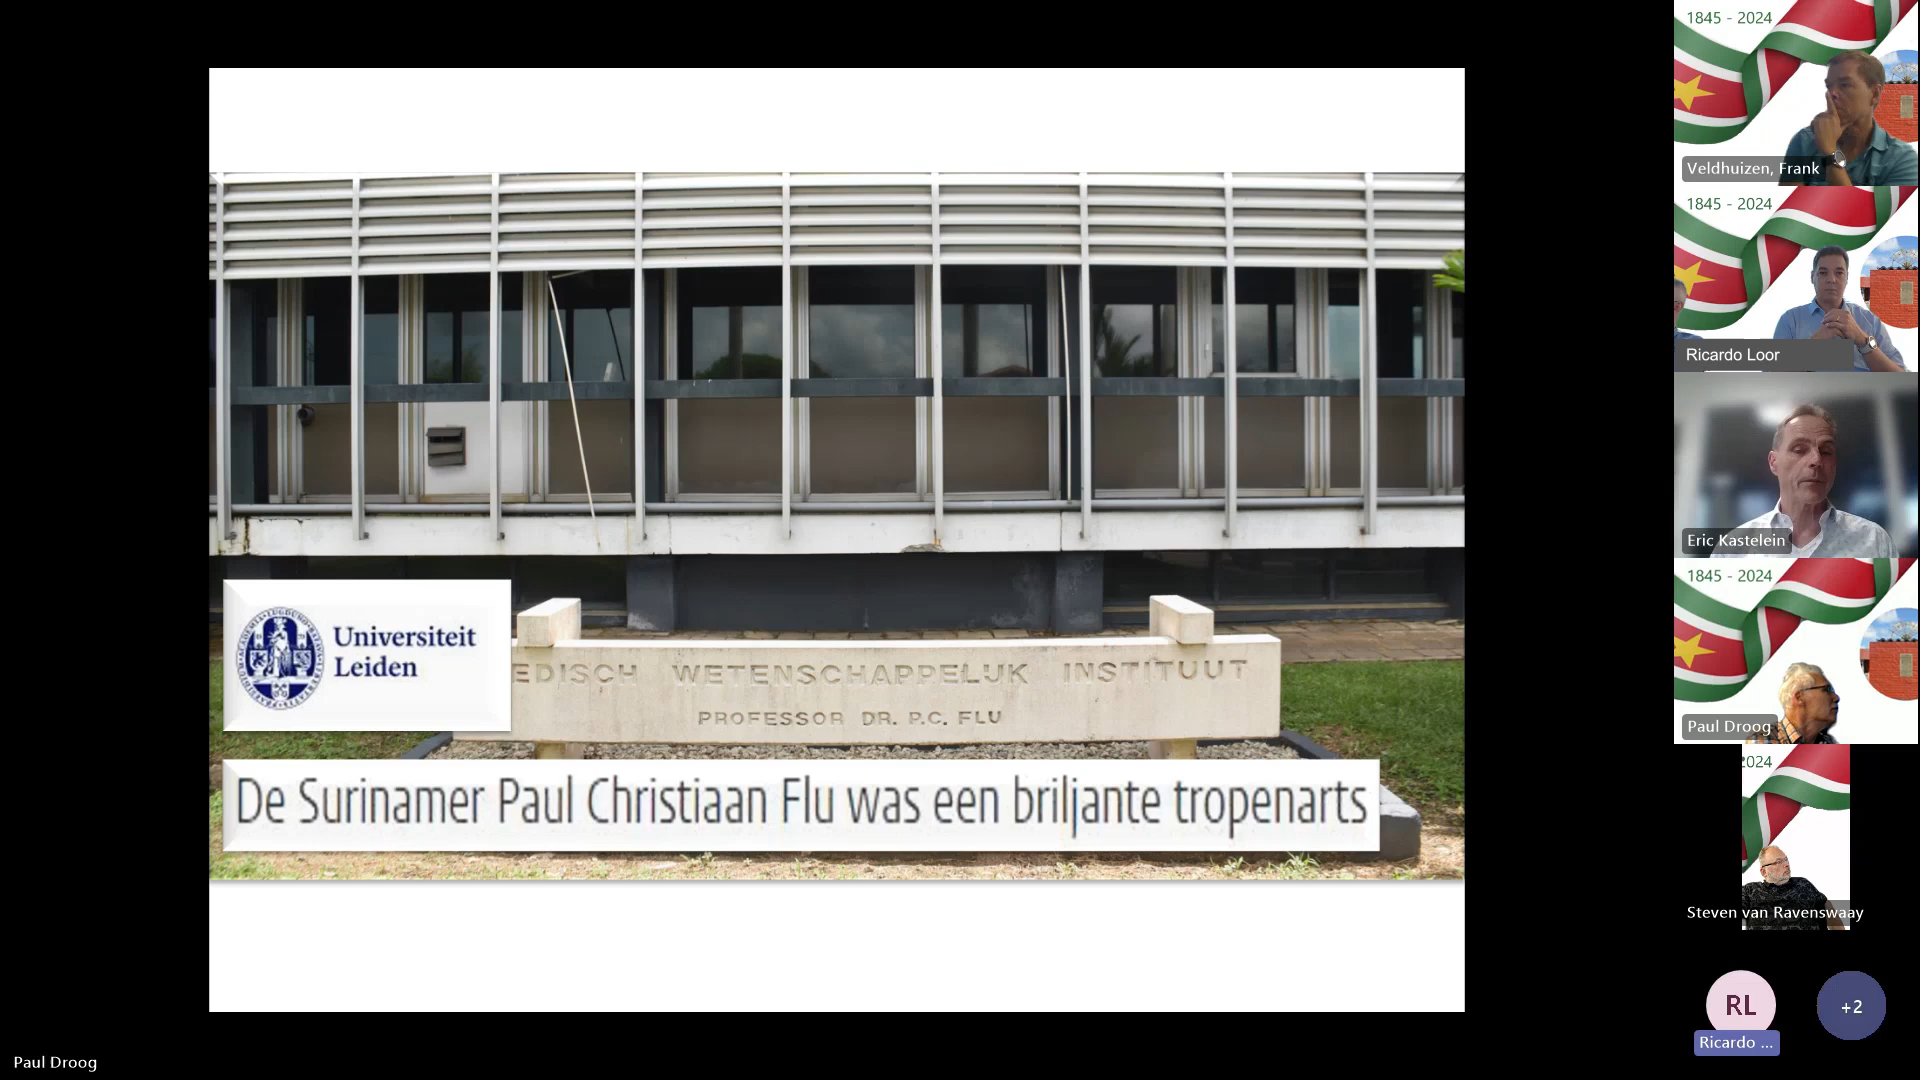 Universiteit
Leiden
EDISCH WETENSCHAPPELIJK INSTITUUT
PROFESSOR DR. P.C. FLU
De Surinamer Paul Christiaan Flu was een briljante tropenarts
1845 - 2024
Veldhuizen, Frank
1845 - 2024
Ricardo Loor
Eric Kastelein
1845 - 2024
Paul Droog
2024
Steven van Ravenswaay
RL
+2
Ricardo ...
Paul Droog